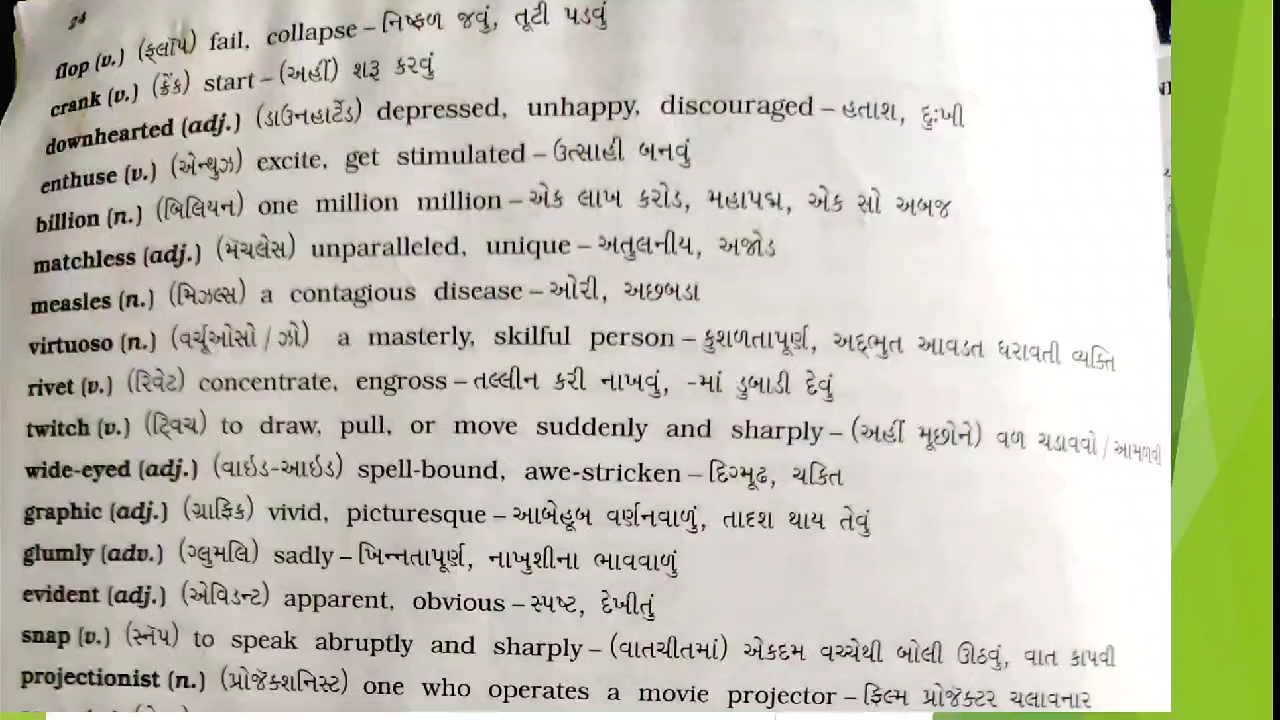 flop (v.) (ફ્લૉપ) fail, collapse – નિષ્ફળ જવું, તૂટી પડવું
crank (v.) (ક્રૅંક) start – (અહીં) શરૂ કરવું
downhearted (adj.) (ડાઉનહાર્ટેડ) depressed, unhappy, discouraged – હતાશ, દુઃખી
enthuse (v.) (એન્થુઝ) excite, get stimulated – ઉત્સાહી બનવું
billion (n.) (બિલિયન) one million million – એક લાખ કરોડ, મહાપદ્મ, એક સો અબજ
matchless (adj.) (મૅચલેસ) unparalleled, unique – અતુલનીય, અજોડ
measles (n.) (મિઝલ્સ) a contagious disease – ઓરી, અછબડા
virtuoso (n.) (વર્ચૂઓસો / ઝો) a masterly, skilful person – કુશળતાપૂર્ણ, અદ્ભુત આવડત ધરાવતી વ્યક્તિ
rivet (v.) (રિવેટ) concentrate, engross – તલ્લીન કરી નાખવું, -માં ડુબાડી દેવું
twitch (v.) (ટ્વિચ) to draw, pull, or move suddenly and sharply – (અહીં મૂછોને) વળ ચડાવવો / આમળવી
wide-eyed (adj.) (વાઇડ-આઇડ) spell-bound, awe-stricken – દિગ્મૂઢ, ચકિત
graphic (adj.) (ગ્રાફિક) vivid, picturesque – આબેહૂબ વર્ણનવાળું, તાદશ થાય તેવું
glumly (adv.) (ગ્લુમલિ) sadly – ખિન્નતાપૂર્ણ, નાખુશીના ભાવવાળું
evident (adj.) (એવિડન્ટ) apparent, obvious – સ્પષ્ટ, દેખીતું
snap (v.) (સ્નૅપ) to speak abruptly and sharply – (વાતચીતમાં) એકદમ વચ્ચેથી બોલી ઊઠવું, વાત કાપવી
projectionist (n.) (પ્રોજૅક્શનિસ્ટ) one who operates a movie projector – ફિલ્મ પ્રોજૅક્ટર ચલાવનાર